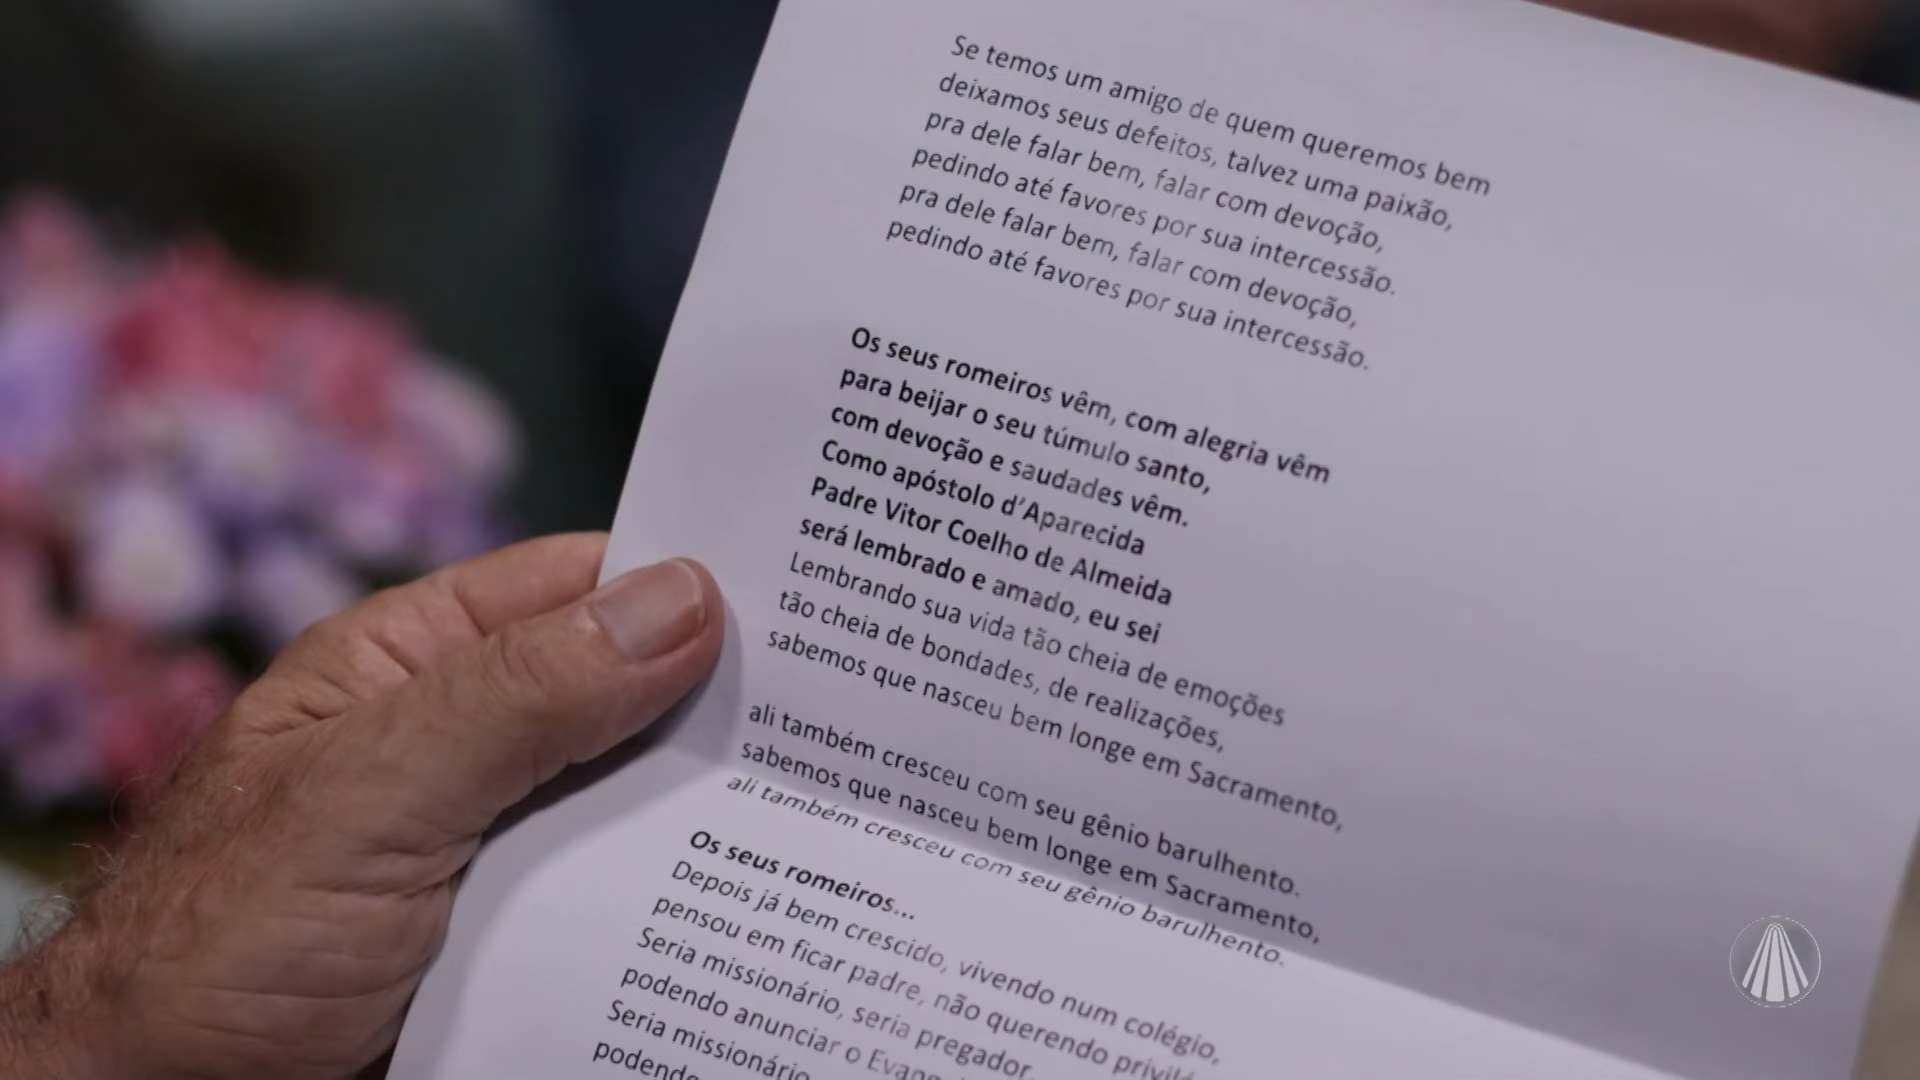 Se temos um amigo de quem queremos bem
deixamos seus defeitos, talvez uma paixão,
pra dele falar bem, falar com devoção,
pedindo até favores por sua intercessão.
pra dele falar bem, falar com devoção,
pedindo até favores por sua intercessão.
Os seus romeiros vêm, com alegria vêm
para beijar o seu túmulo santo,
com devoção e saudades vêm.
Como apóstolo d'Aparecida
Padre Vitor Coelho de Almeida
será lembrado e amado, eu sei
Lembrando sua vida tão cheia de emoções
tão cheia de bondades, de realizações,
sabemos que nasceu bem longe em Sacramento,
ali também cresceu com seu gênio barulhento.
sabemos que nasceu bem longe em Sacramento,
ali também cresceu com seu gênio barulhento.
Os seus romeiros...
Depois já bem crescido, vivendo num colégio,
pensou em ficar padre, não querendo
Seria missionário, seria pregador,
podendo anunciar o
Seria missionário